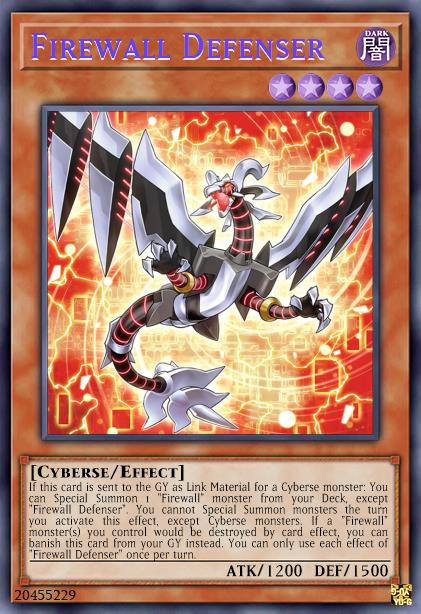 FIREWALL DEFENSER
DARK
闇
[CYBERSE/EFFECT]
If this card is sent to the GY as Link Material for a Cyberse monster: You
can Special Summon 1 "Firewall" monster from your Deck, except
"Firewall Defenser". You cannot Special Summon monsters the turn
you activate this effect, except Cyberse monsters. If a "Firewall"
monster(s) you control would be destroyed by card effect, you can
banish this card from your GY instead. You can only use each effect of
"Firewall Defenser" once per turn.
ATK/1200 DEF/1500
20455229